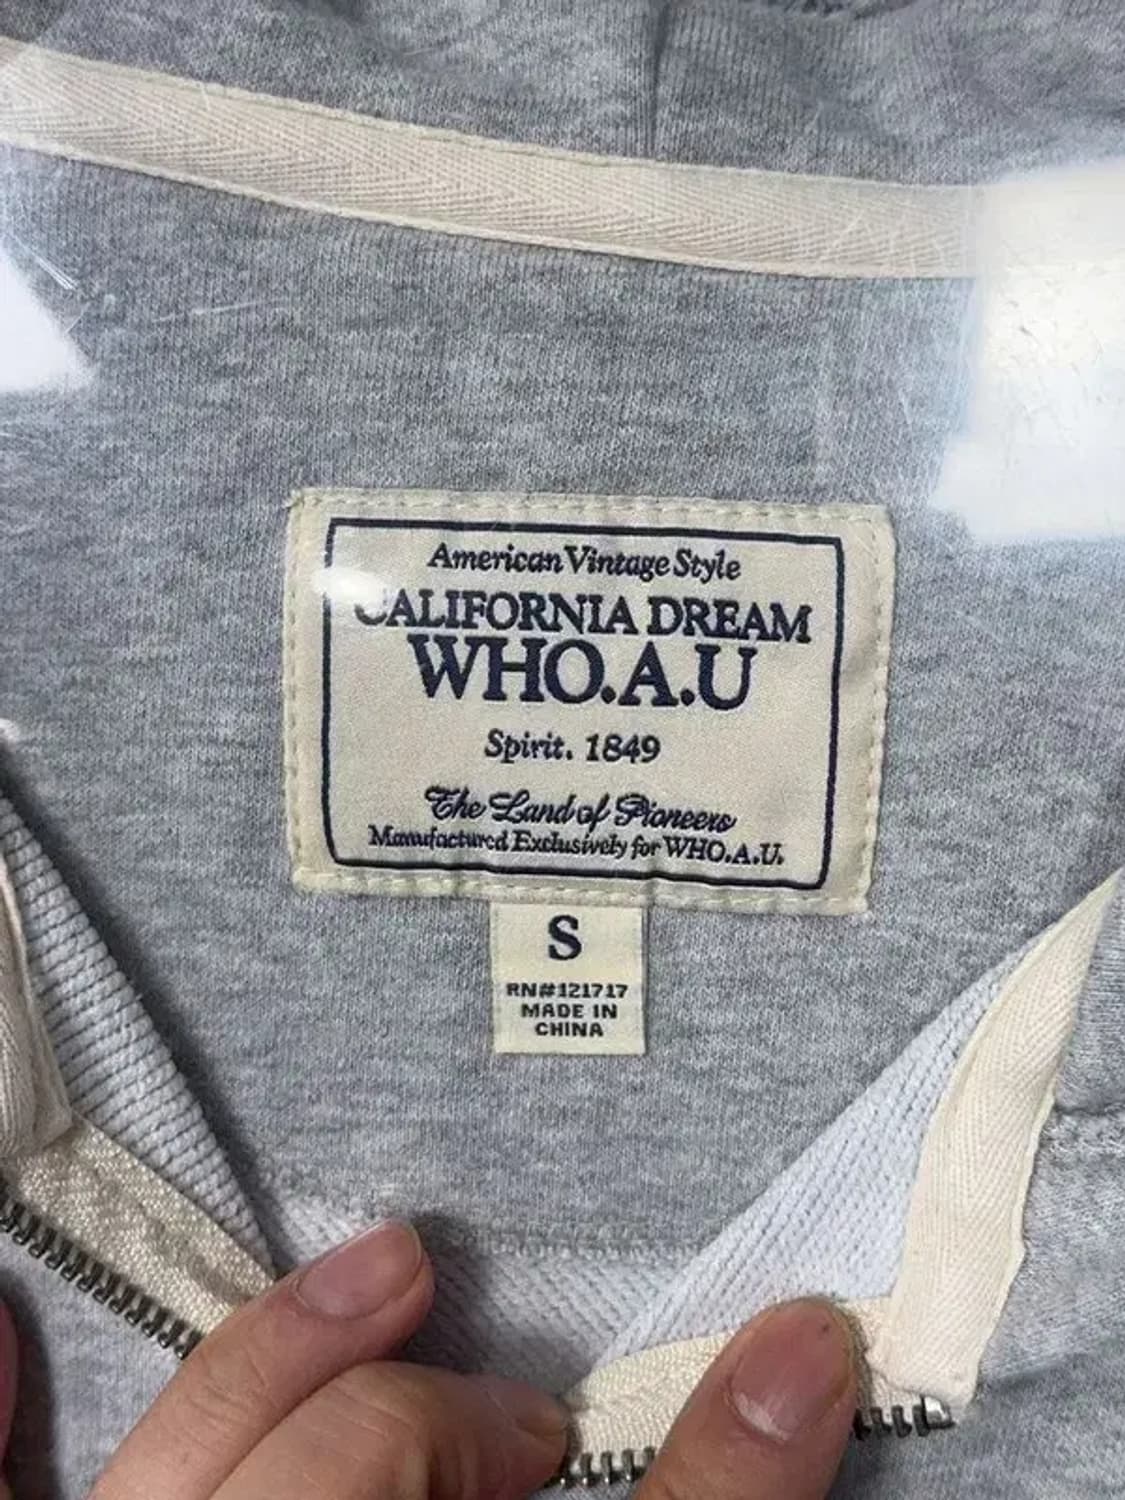 American Vintage Style
CALIFORNIA DREAM
WHO.A.U
Spirit. 1849
The Land of Pioneers
Manufactured Exclusively for WHO.A.U.
S
RN#121717
MADE IN
CHINA